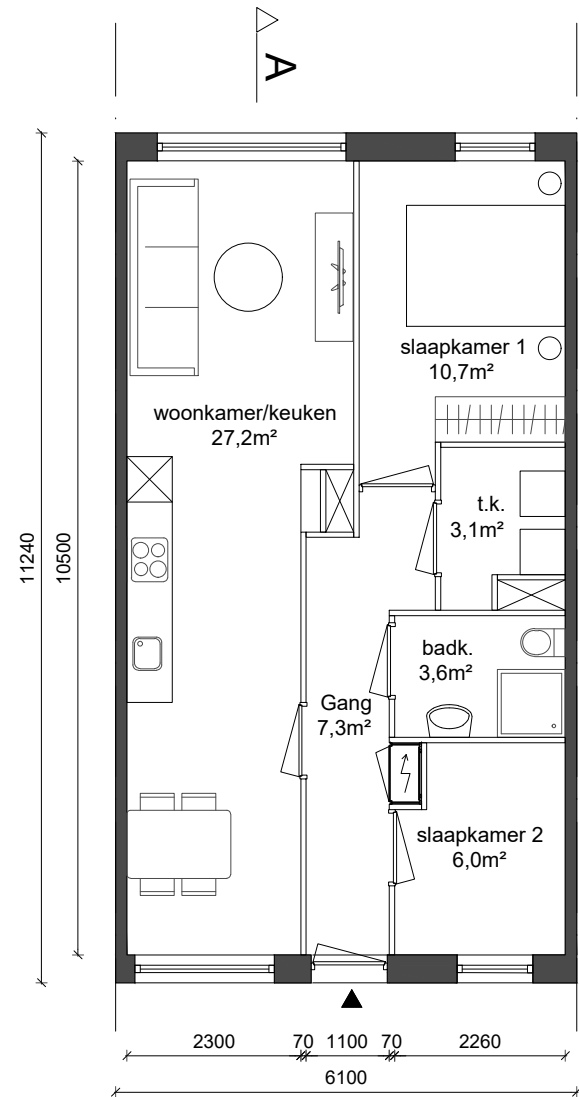 A
slaapkamer 1
10,7m²
woonkamer/keuken
27,2m²
t.k.
3,1m²
11240
10500
badk.
3,6m²
Gang
7,3m²
slaapkamer 2
6,0m²
2300 70 1100 70 2260
6100